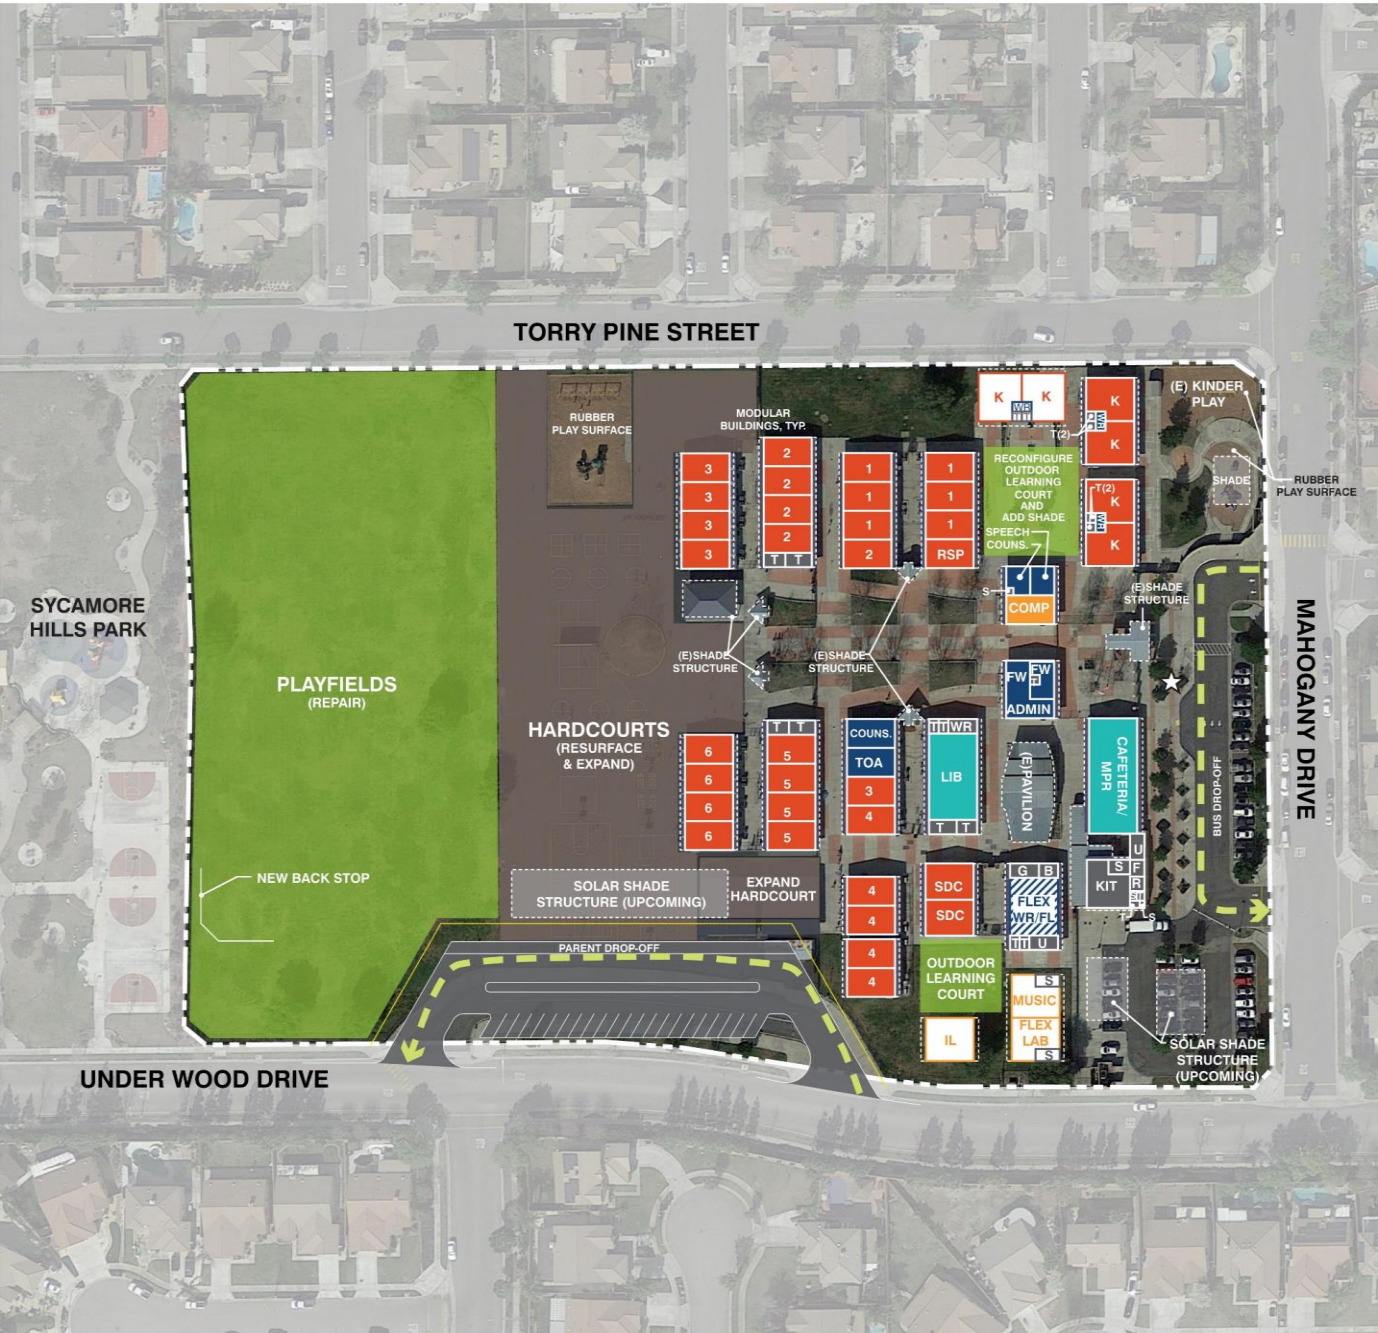 TORRY PINE STREET
(E) KINDER
PLAY
K K
WR
K
WR
K
T(2)
RUBBER
PLAY SURFACE
MODULAR
BUILDINGS, TYP.
3
3
3
3
2
2
2
2
T T
1
1
1
2
1
1
1
RSP
RECONFIGURE
OUTDOOR
LEARNING
COURT
AND
ADD SHADE
T(2)
K
WR
K
SHADE
RUBBER
PLAY SURFACE
SPEECH
COUNS.
S
COMP
(E)SHADE
STRUCTURE
SYCAMORE
HILLS PARK
(E)SHADE
STRUCTURE
(E)SHADE
STRUCTURE
FW FW
ADMIN
PLAYFIELDS
(REPAIR)
HARDCOURTS
(RESURFACE
& EXPAND)
6
6
6
6
T T
5
5
5
5
COUNS.
TOA
3
4
T T WR
LIB
T T
(E)PAVILION
CAFETERIA/
MPR
BUS DROP-OFF
MAHOGANY DRIVE
U
S F
KIT R
T S
NEW BACK STOP
SOLAR SHADE
STRUCTURE (UPCOMING)
EXPAND
HARDCOURT
4
4
4
4
SDC
SDC
G B
FLEX
WR/FL
T T U
PARENT DROP-OFF
OUTDOOR
LEARNING
COURT
IL
S
MUSIC
FLEX
LAB
S
SOLAR SHADE
STRUCTURE
(UPCOMING)
UNDER WOOD DRIVE